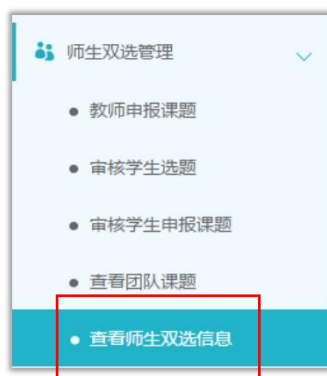 师生双选管理
教师申报课题
审核学生选题
审核学生申报课题
查看团队课题
查看师生双选信息